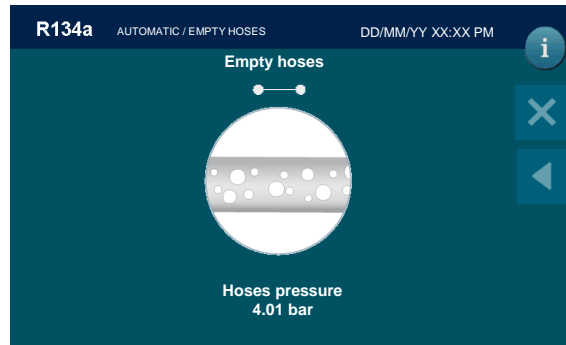 R134a AUTOMATIC / EMPTY HOSES DD/MM/YY XX:XX PM
i
Empty hoses
Hoses pressure
4.01 bar